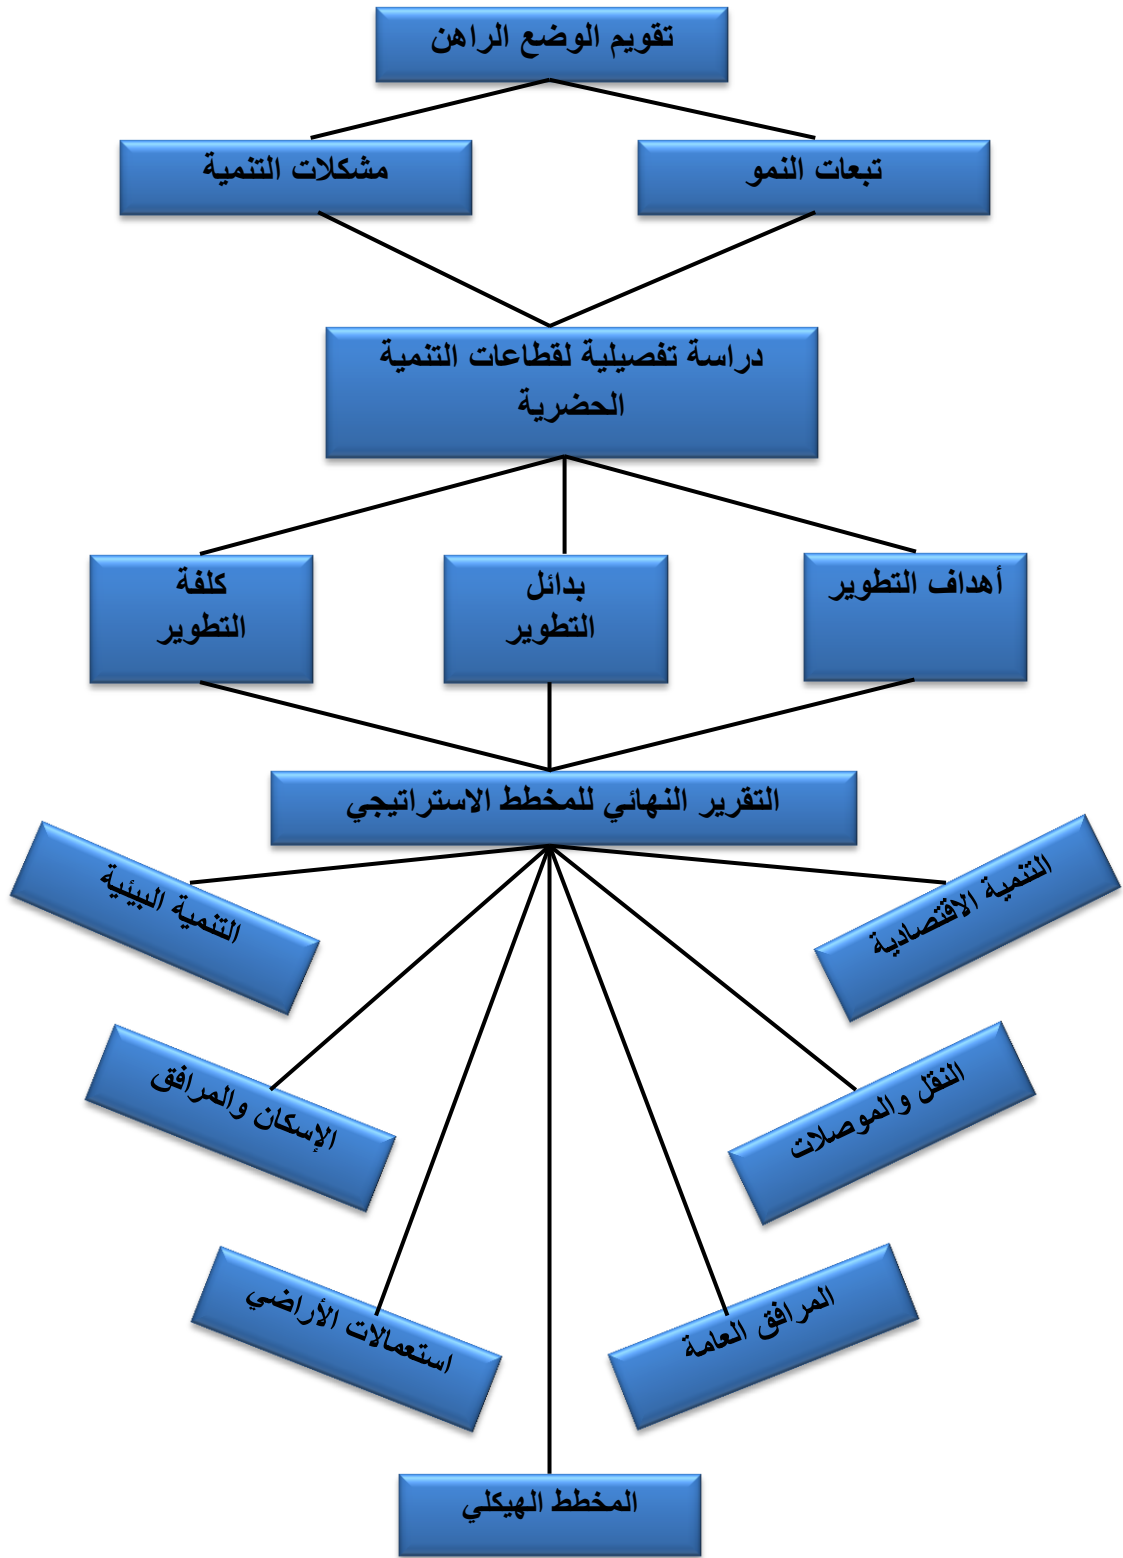 تقويم الوضع الراهن
تبعات النمو
مشكلات التنمية
دراسة تفصيلية لقطاعات التنمية
الحضرية
أهداف التطوير
بدائل
التطوير
كلفة
التطوير
التقرير النهائي للمخطط الاستراتيجي
التنمية الاقتصادية
التنمية البيئية
النقل والموصلات
الإسكان والمرافق
المرافق العامة
استعمالات الأراضي
المخطط الهيكلي